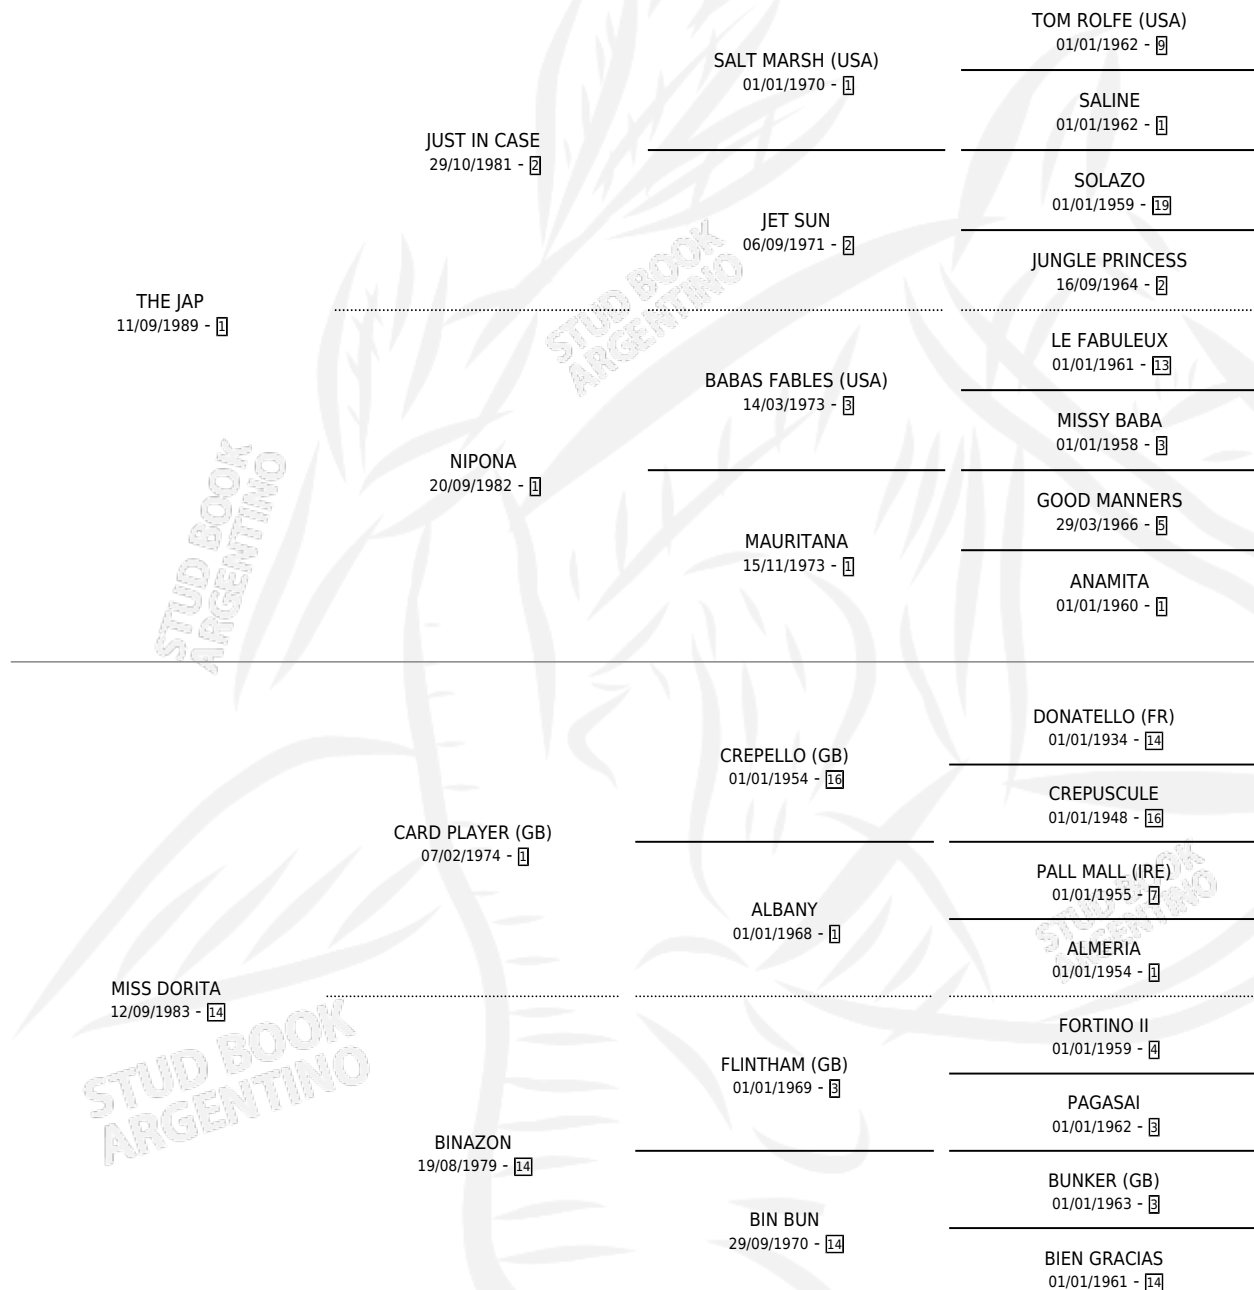 TOM ROLFE (USA)
01/01/1962 - 9
SALT MARSH (USA)
01/01/1970 - 1
SALINE
01/01/1962 - 1
JUST IN CASE
29/10/1981 - 2
SOLAZO
01/01/1959 - 19
JET SUN
06/09/1971 - 2
JUNGLE PRINCESS
16/09/1964 - 2
THE JAP
11/09/1989 - 1
LE FABULEUX
01/01/1961 - 13
BABAS FABLES (USA)
14/03/1973 - 3
MISSY BABA
01/01/1958 - 3
NIPONA
20/09/1982 - 1
GOOD MANNERS
29/03/1966 - 5
MAURITANA
15/11/1973 - 1
ANAMITA
01/01/1960 - 1
STUD BOOK
ARGENTINO
STUD BOOK
ARGENTINO
DONATELLO (FR)
01/01/1934 - 14
CREPELLO (GB)
01/01/1954 - 16
CREPUSCULE
01/01/1948 - 16
CARD PLAYER (GB)
07/02/1974 - 1
PALL MALL (IRE)
01/01/1955 - 7
ALBANY
01/01/1968 - 1
ALMERIA
01/01/1954 - 1
MISS DORITA
12/09/1983 - 14
FORTINO II
01/01/1959 - 4
FLINTHAM (GB)
01/01/1969 - 3
PAGASAI
01/01/1962 - 3
BINAZON
19/08/1979 - 14
BUNKER (GB)
01/01/1963 - 3
BIN BUN
29/09/1970 - 14
BIEN GRACIAS
01/01/1961 - 14
STUD BOOK
ARGENTINO
STUD BOOK
ARGENTINO